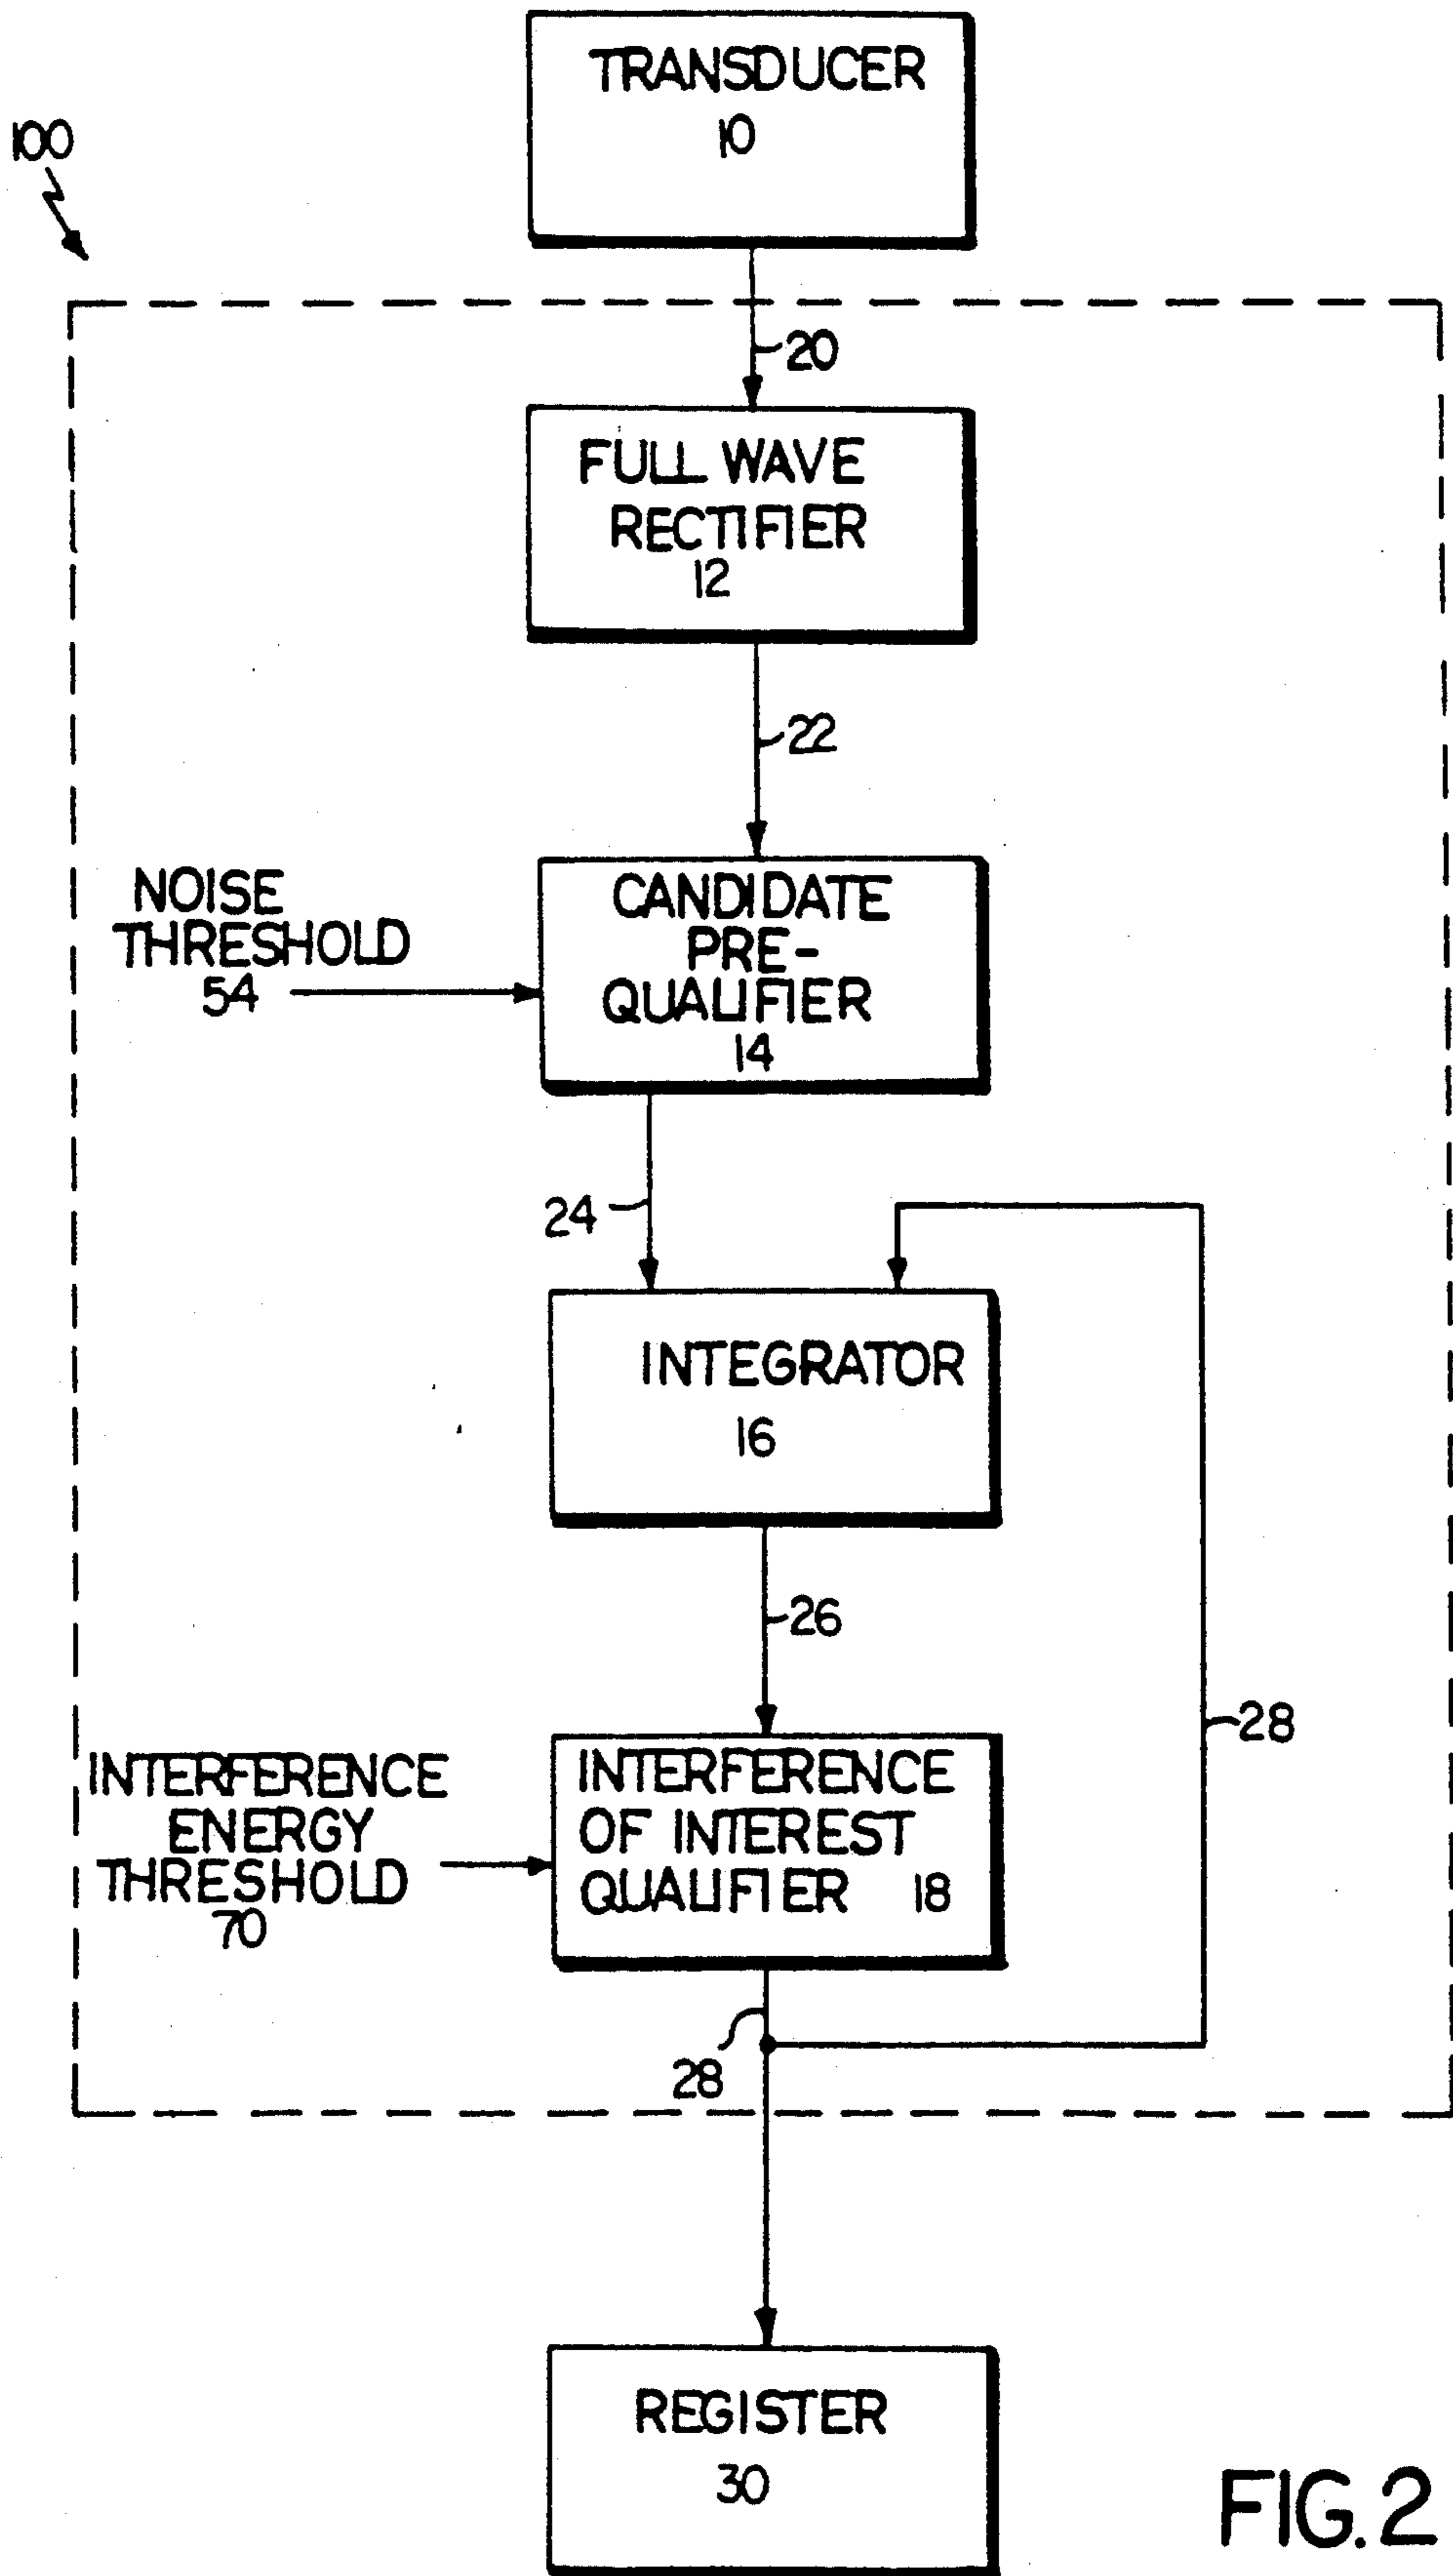 TRANSDUCER
10
100
20
FULL WAVE
RECTIFIER
12
22
NOISE
THRESHOLD
54
CANDIDATE
PRE-
QUALIFIER
14
24
INTEGRATOR
16
26
28
INTERFERENCE
ENERGY
THRESHOLD
70
INTERFERENCE
OF INTEREST
QUALIFIER 18
28
REGISTER
30
FIG. 2